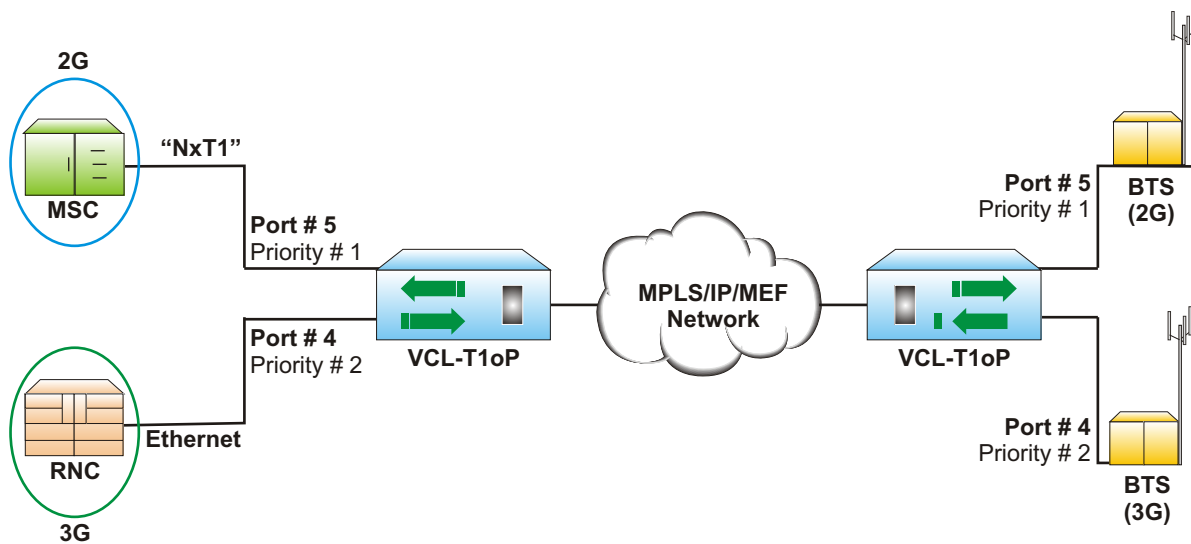 2G
MSC
“NxT1”
Port # 5
Priority # 1
Port # 4
Priority # 2
VCL-T1oP
RNC
Ethernet
3G
MPLS/IP/MEF
Network
VCL-T1oP
Port # 5
Priority # 1
BTS
(2G)
Port # 4
Priority # 2
BTS
(3G)